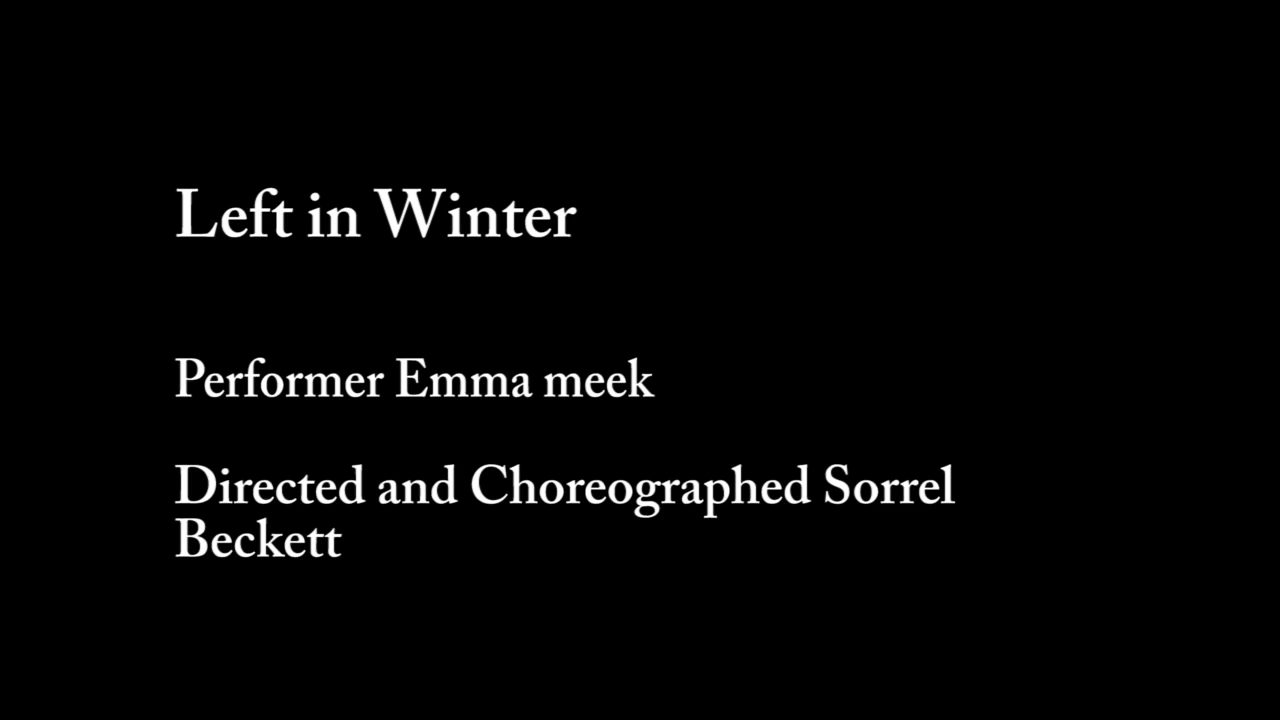 Left in Winter
Performer Emma meek
Directed and Choreographed Sorrel
Beckett